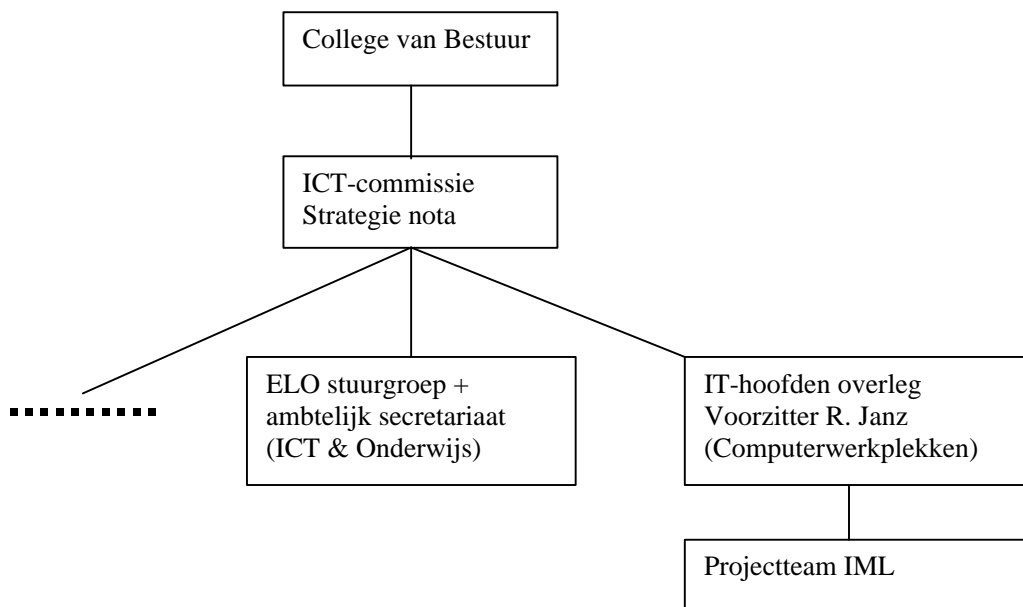 College van Bestuur
ICT-commissie
Strategie nota
ELO stuurgroep +
ambtelijk secretariaat
(ICT & Onderwijs)
IT-hoofden overleg
Voorzitter R. Janz
(Computerwerkplekken)
Projectteam IML